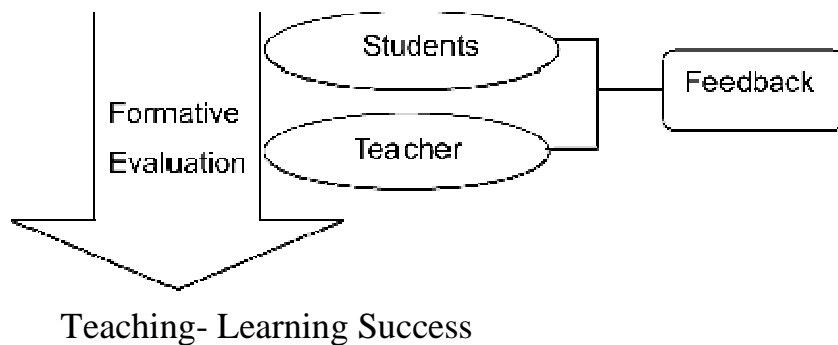 Students
Feedback
Formative
Evaluation
Teacher
Teaching- Learning Success